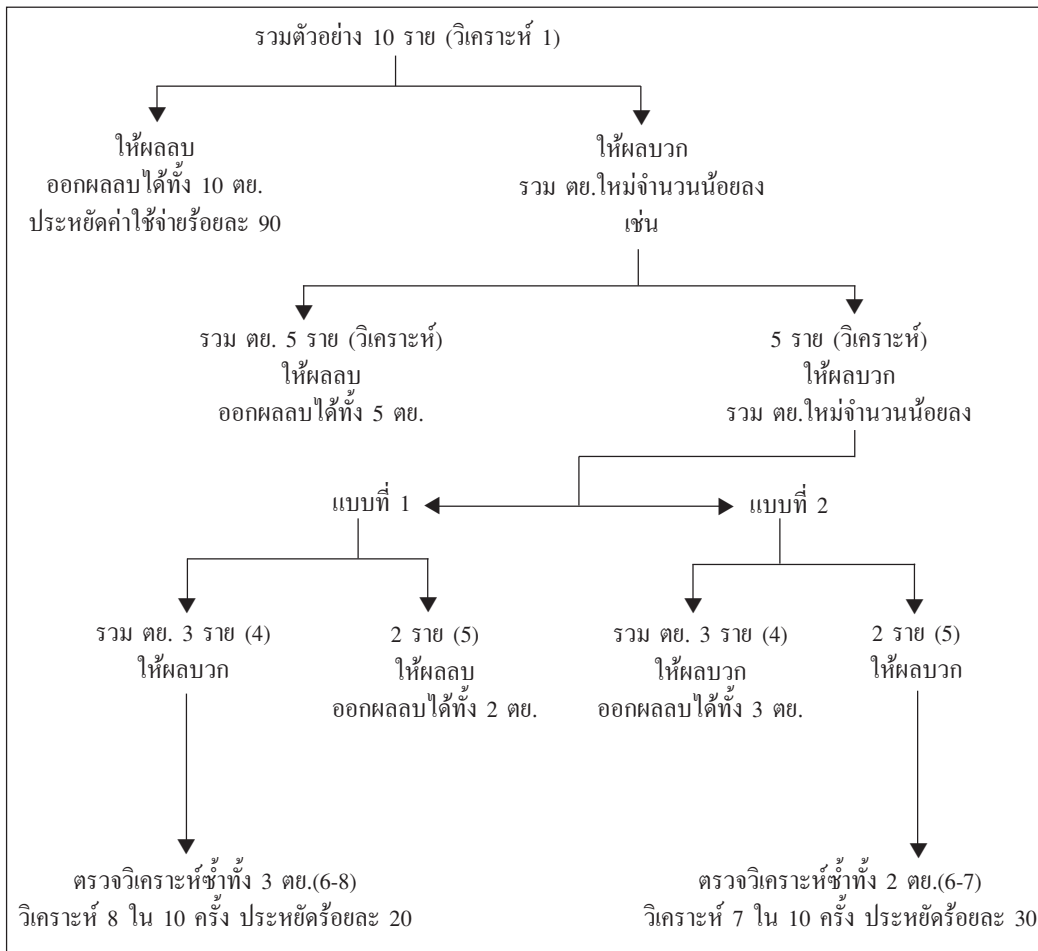 รวมตัวอย่าง 10 ราย (วิเคราะห์ 1)
ให้ผลลบ
ออกผลลบได้ทั้ง 10 ตย.
ประหยัดค่าใช้จ่ายร้อยละ 90
ให้ผลบวก
รวม ตย.ใหม่จำนวนน้อยลง
เช่น
รวม ตย. 5 ราย (วิเคราะห์)
ให้ผลลบ
ออกผลลบได้ทั้ง 5 ตย.
5 ราย (วิเคราะห์)
ให้ผลบวก
รวม ตย.ใหม่จำนวนน้อยลง
แบบที่ 1
แบบที่ 2
รวม ตย. 3 ราย (4)
ให้ผลบวก
2 ราย (5)
ให้ผลลบ
ออกผลลบได้ทั้ง 2 ตย.
รวม ตย. 3 ราย (4)
ให้ผลบวก
ออกผลลบได้ทั้ง 3 ตย.
2 ราย (5)
ให้ผลบวก
ตรวจวิเคราะห์ซ้ำทั้ง 3 ตย.(6-8)
วิเคราะห์ 8 ใน 10 ครั้ง ประหยัดร้อยละ 20
ตรวจวิเคราะห์ซ้ำทั้ง 2 ตย.(6-7)
วิเคราะห์ 7 ใน 10 ครั้ง ประหยัดร้อยละ 30